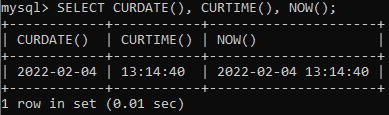 mysql> SELECT CURDATE(), CURTIME(), NOW();
+------------+-----------+---------------------+
| CURDATE()  | CURTIME() | NOW()               |
+------------+-----------+---------------------+
| 2022-02-04 | 13:14:40  | 2022-02-04 13:14:40 |
+------------+-----------+---------------------+
1 row in set (0.01 sec)